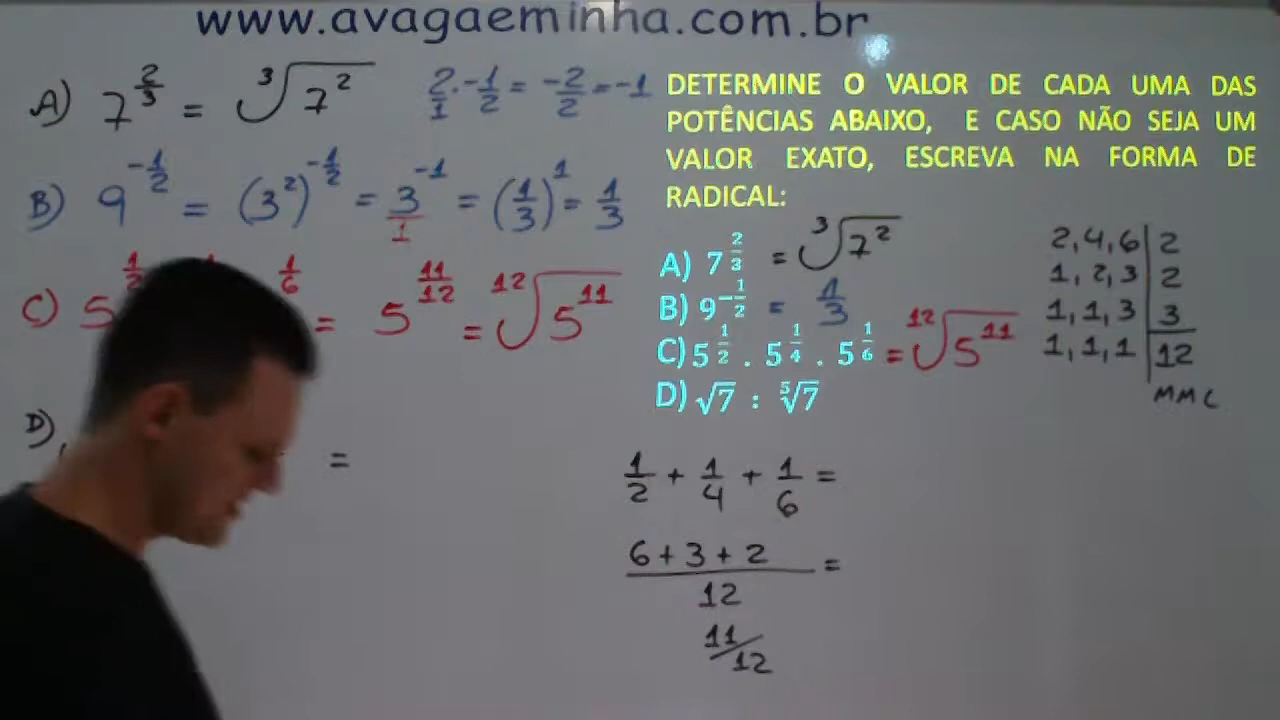 www.avagaeminha.com.br
A) 7^(2/3) = ∛(7²)
2/1 · -1/2 = -2/2 = -1
B) 9^(-1/2) = (3²)^(-1/2) = 3^(-1)/1 = (1/3)^1 = 1/3
C) 5 1/6 = 5^(11/12) = ¹²√(5^11)
D) =
DETERMINE O VALOR DE CADA UMA DAS
POTÊNCIAS ABAIXO, E CASO NÃO SEJA UM
VALOR EXATO, ESCREVA NA FORMA DE
RADICAL:
A) 7^(2/3) = ∛(7²)
B) 9^(-1/2) = 1/3
C) 5^(1/2) . 5^(1/4) . 5^(1/6) = ¹²√(5^11)
D) √7 : ⁵√7
2, 4, 6 | 2
1, 2, 3 | 2
1, 1, 3 | 3
1, 1, 1 | 12
MMC
1/2 + 1/4 + 1/6 =
6 + 3 + 2 / 12 =
11/12